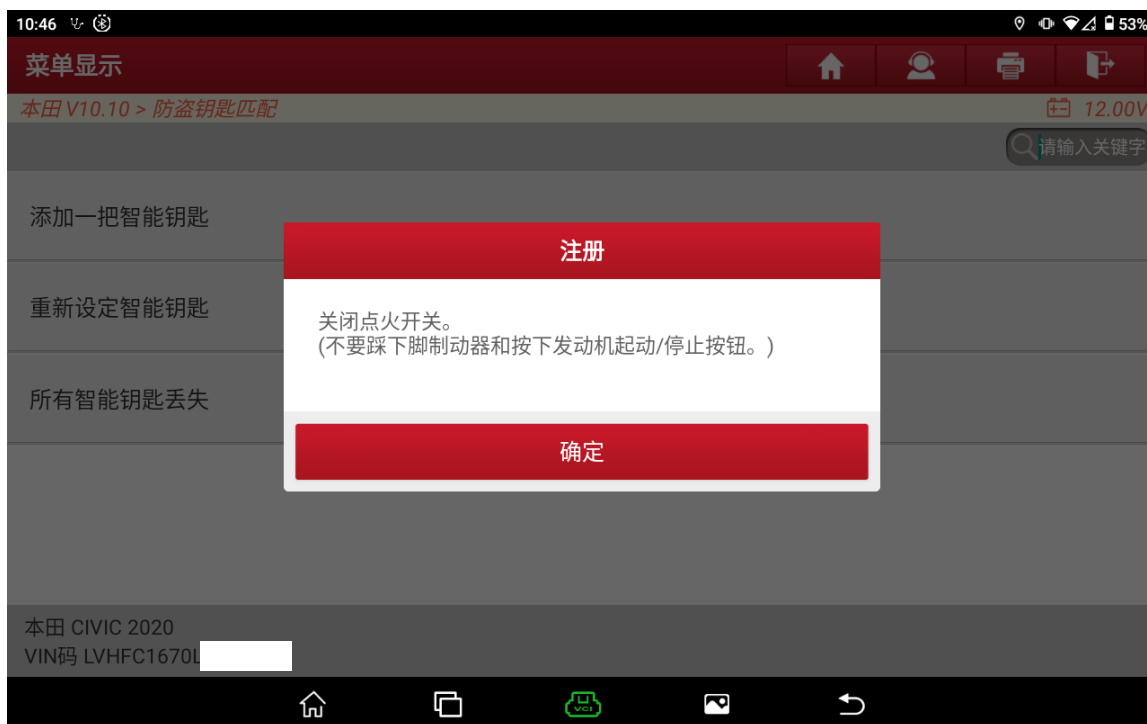 10:46 53%
菜单显示
本田 V10.10 > 防盗钥匙匹配 12.00V
请输入关键字
添加一把智能钥匙
注册
重新设定智能钥匙
关闭点火开关。
(不要踩下脚制动器和按下发动机起动/停止按钮。)
所有智能钥匙丢失
确定
本田 CIVIC 2020
VIN码 LVHFC1670L
VCI